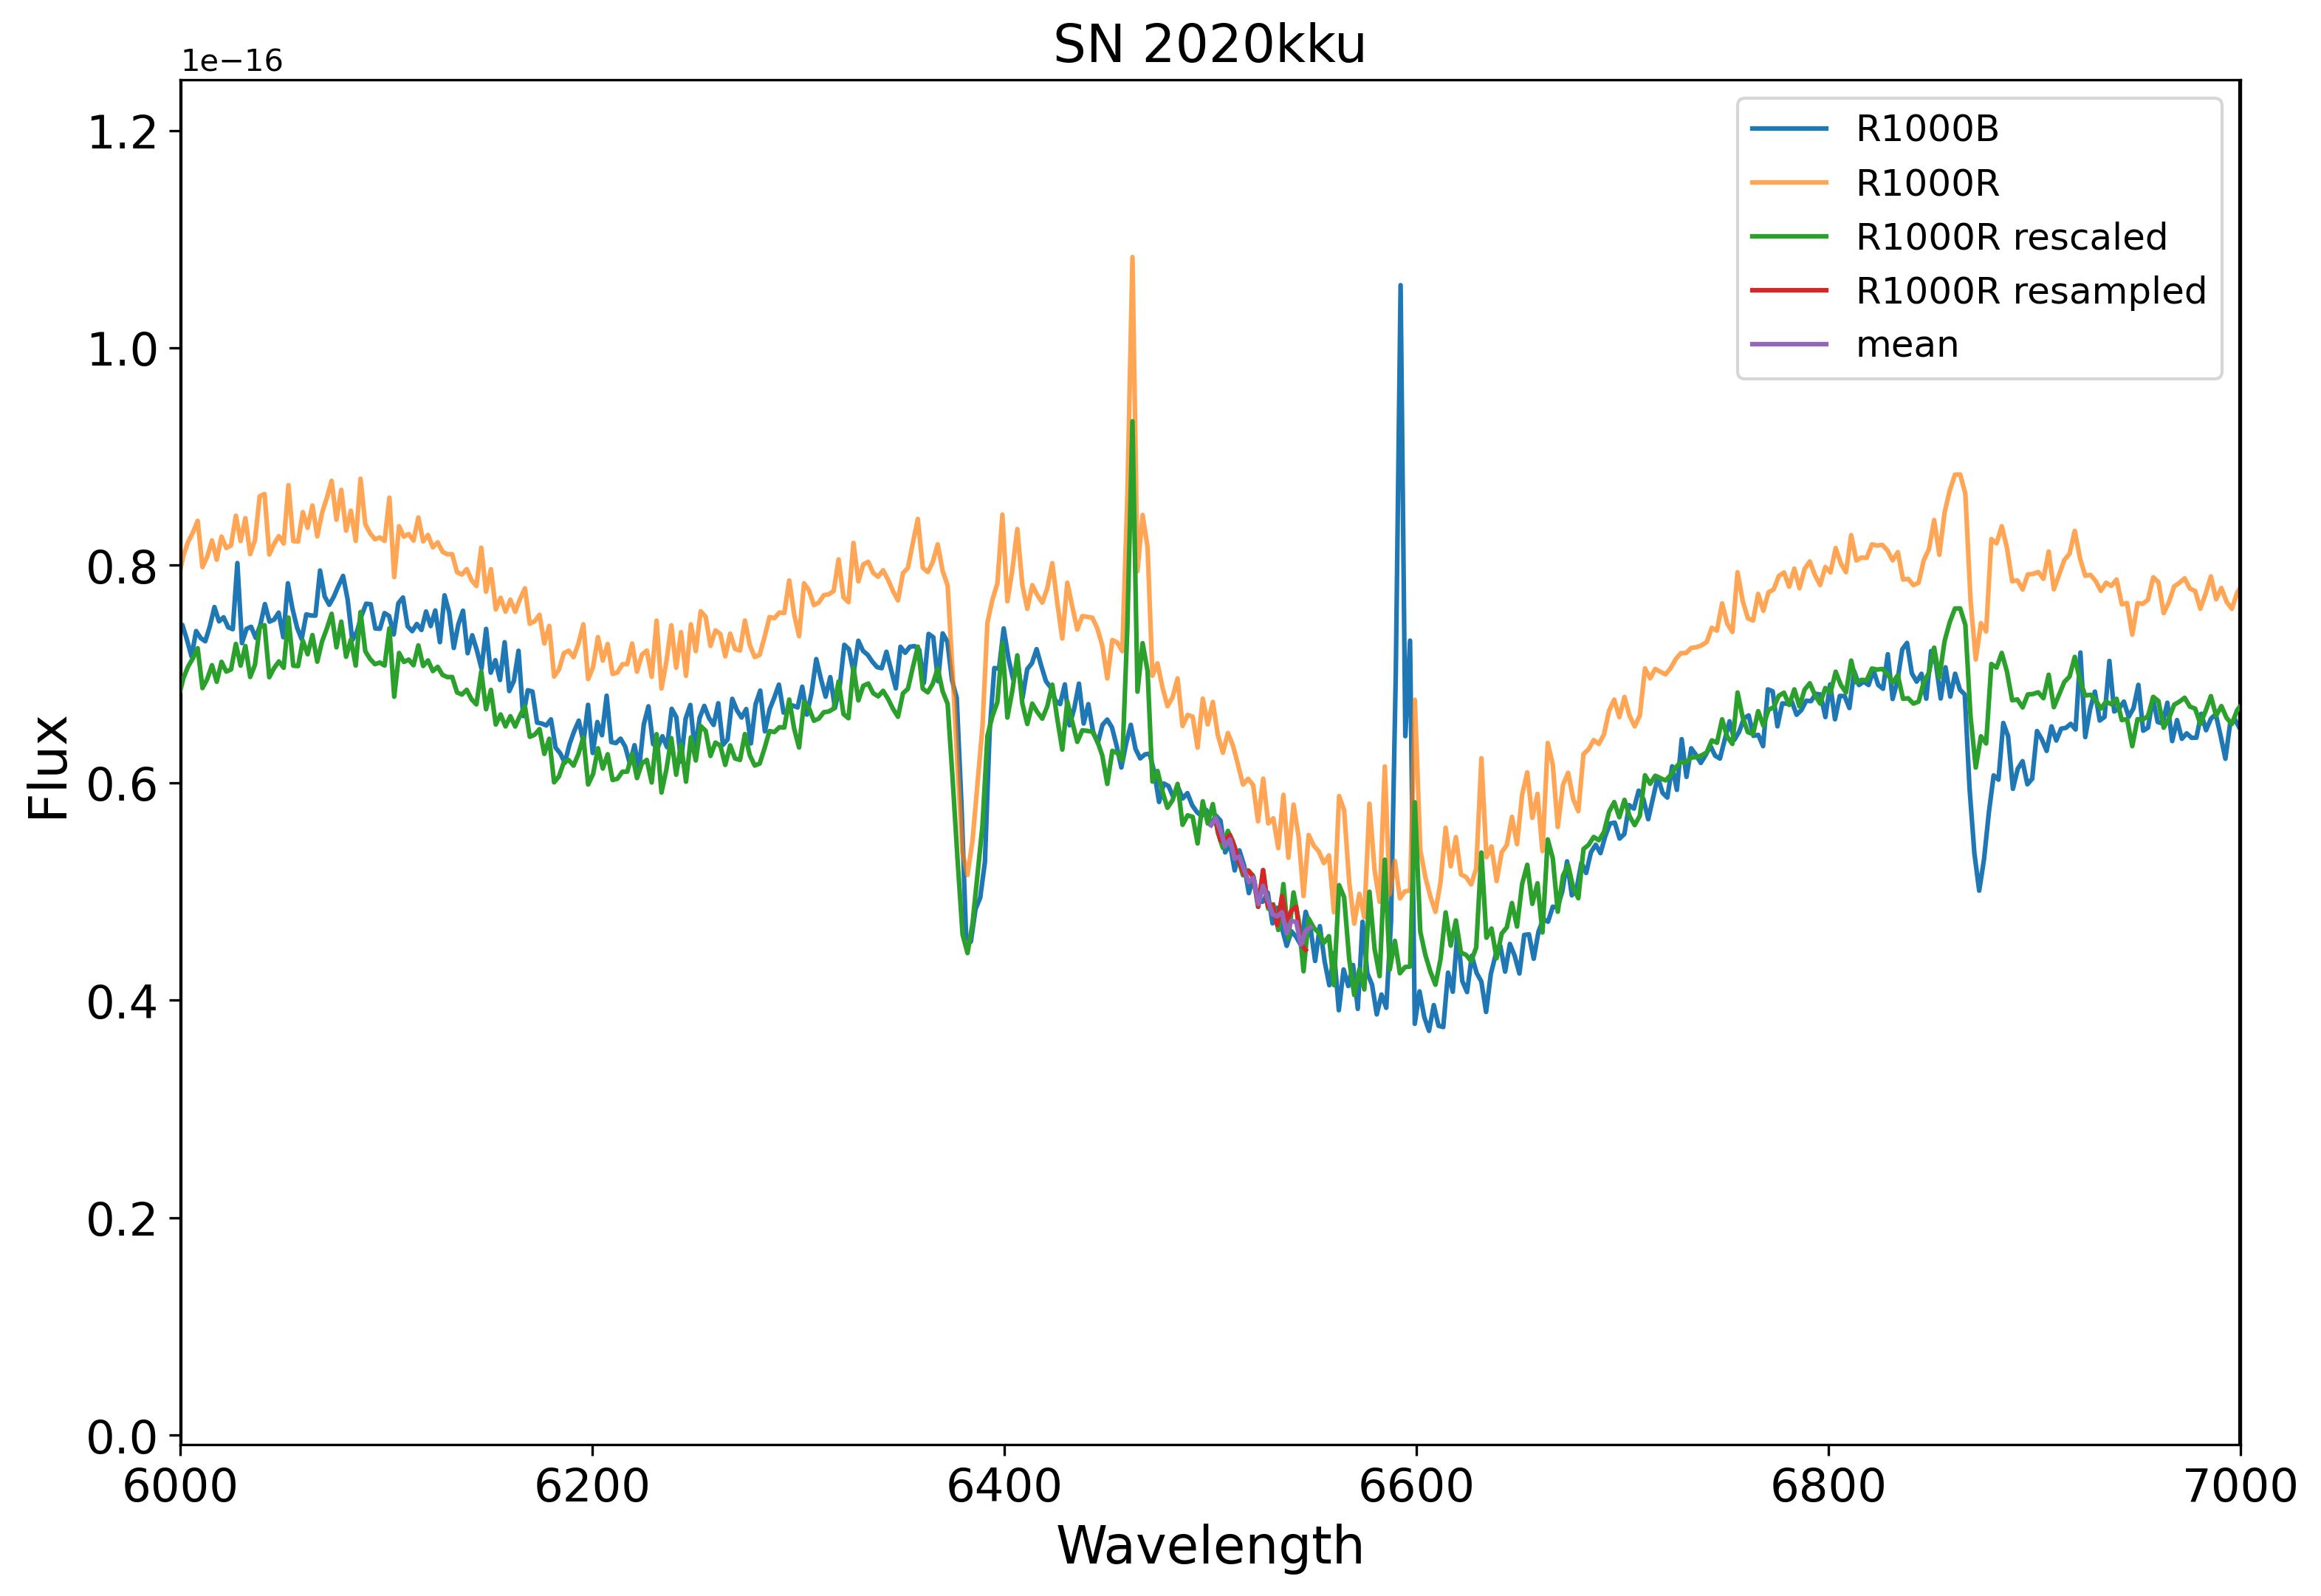 SN 2020kku
1e−16
1.2
1.0
0.8
0.6
0.4
0.2
0.0
Flux
R1000B
R1000R
R1000R rescaled
R1000R resampled
mean
6000 6200 6400 6600 6800 7000
Wavelength